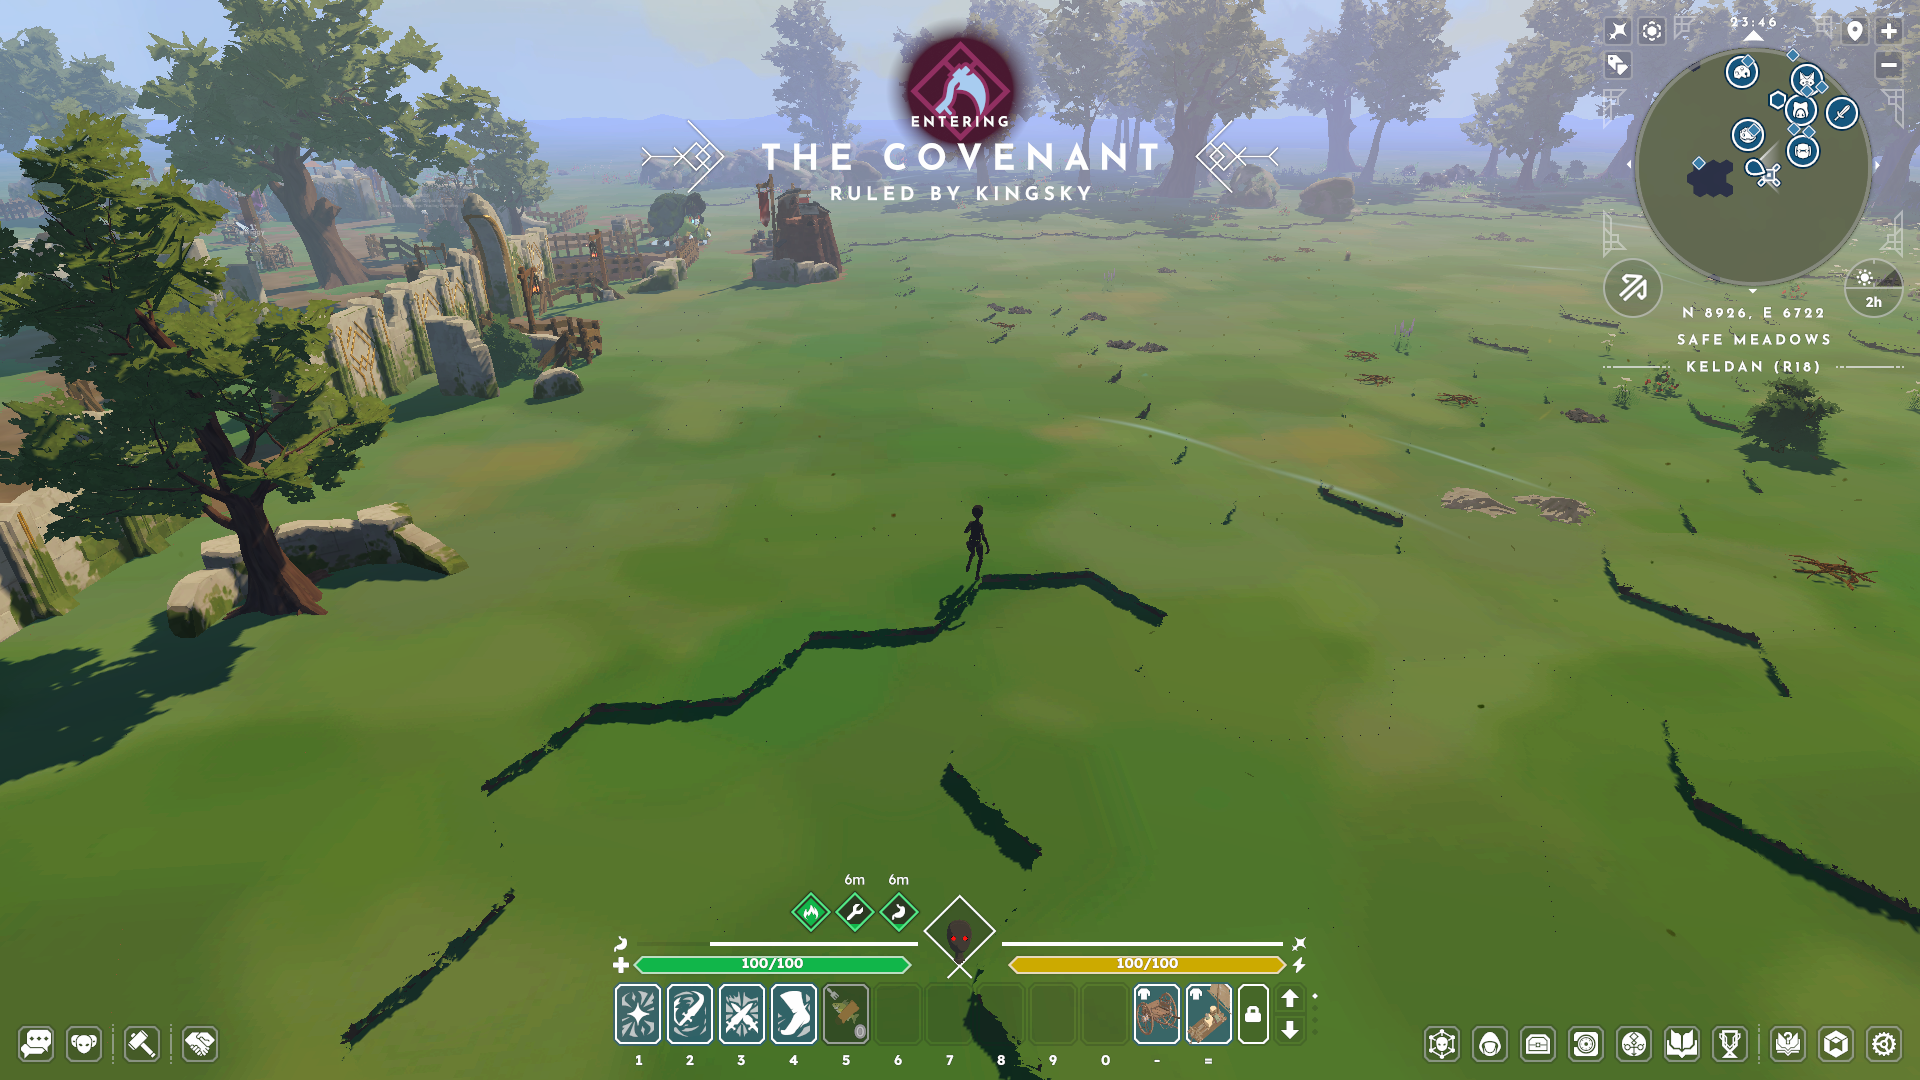 ENTERING
THE COVENANT
RULED BY KINGSKY
23:46
2h
N 8926, E 6722
SAFE MEADOWS
KELDAN (R18)
6m 6m
100/100 100/100
0
1 2 3 4 5 6 7 8 9 0 - =